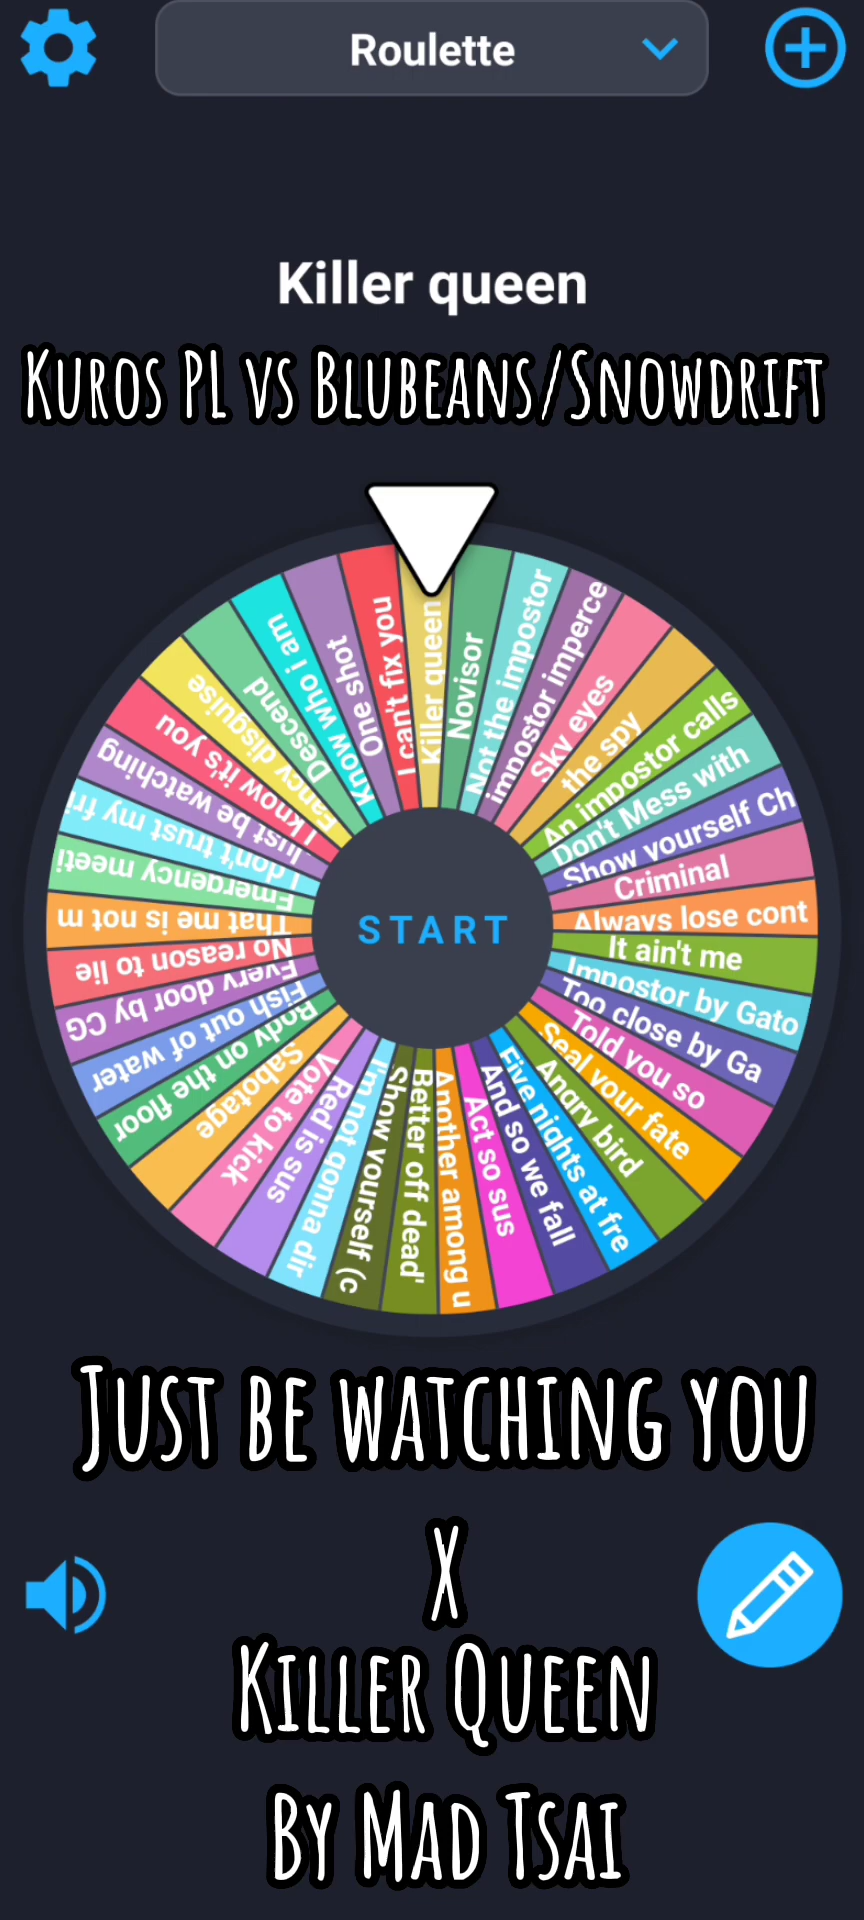 Roulette
Killer queen
Kuros PL vs Blubeans/Snowdrift
Killer queen
Novisor
Not the impostor
impostor imperce
Sky eyes
the spy
An impostor calls
Don't Mess with
Show yourself Ch
Criminal
Always lose cont
It ain't me
Impostor by Gato
Too close by Ga
Told you so
Seal your fate
Angry bird
Five nights at fre
And so we fall
Act so sus
Another among u
Better off dead'
Show yourself (c
I'm not gonna dir
Red is sus
Vote to kick
Sabotage
Body on the floor
Fish out of water
Every door by CG
No reason to lie
That me is not m
Emergency meeti
I don't trust my fri
Just be watching
I know it's you
Fancy disguise
Descend
Know who i am
One shot
I can't fix you
START
Just be watching you
X
Killer Queen
By Mad Tsai